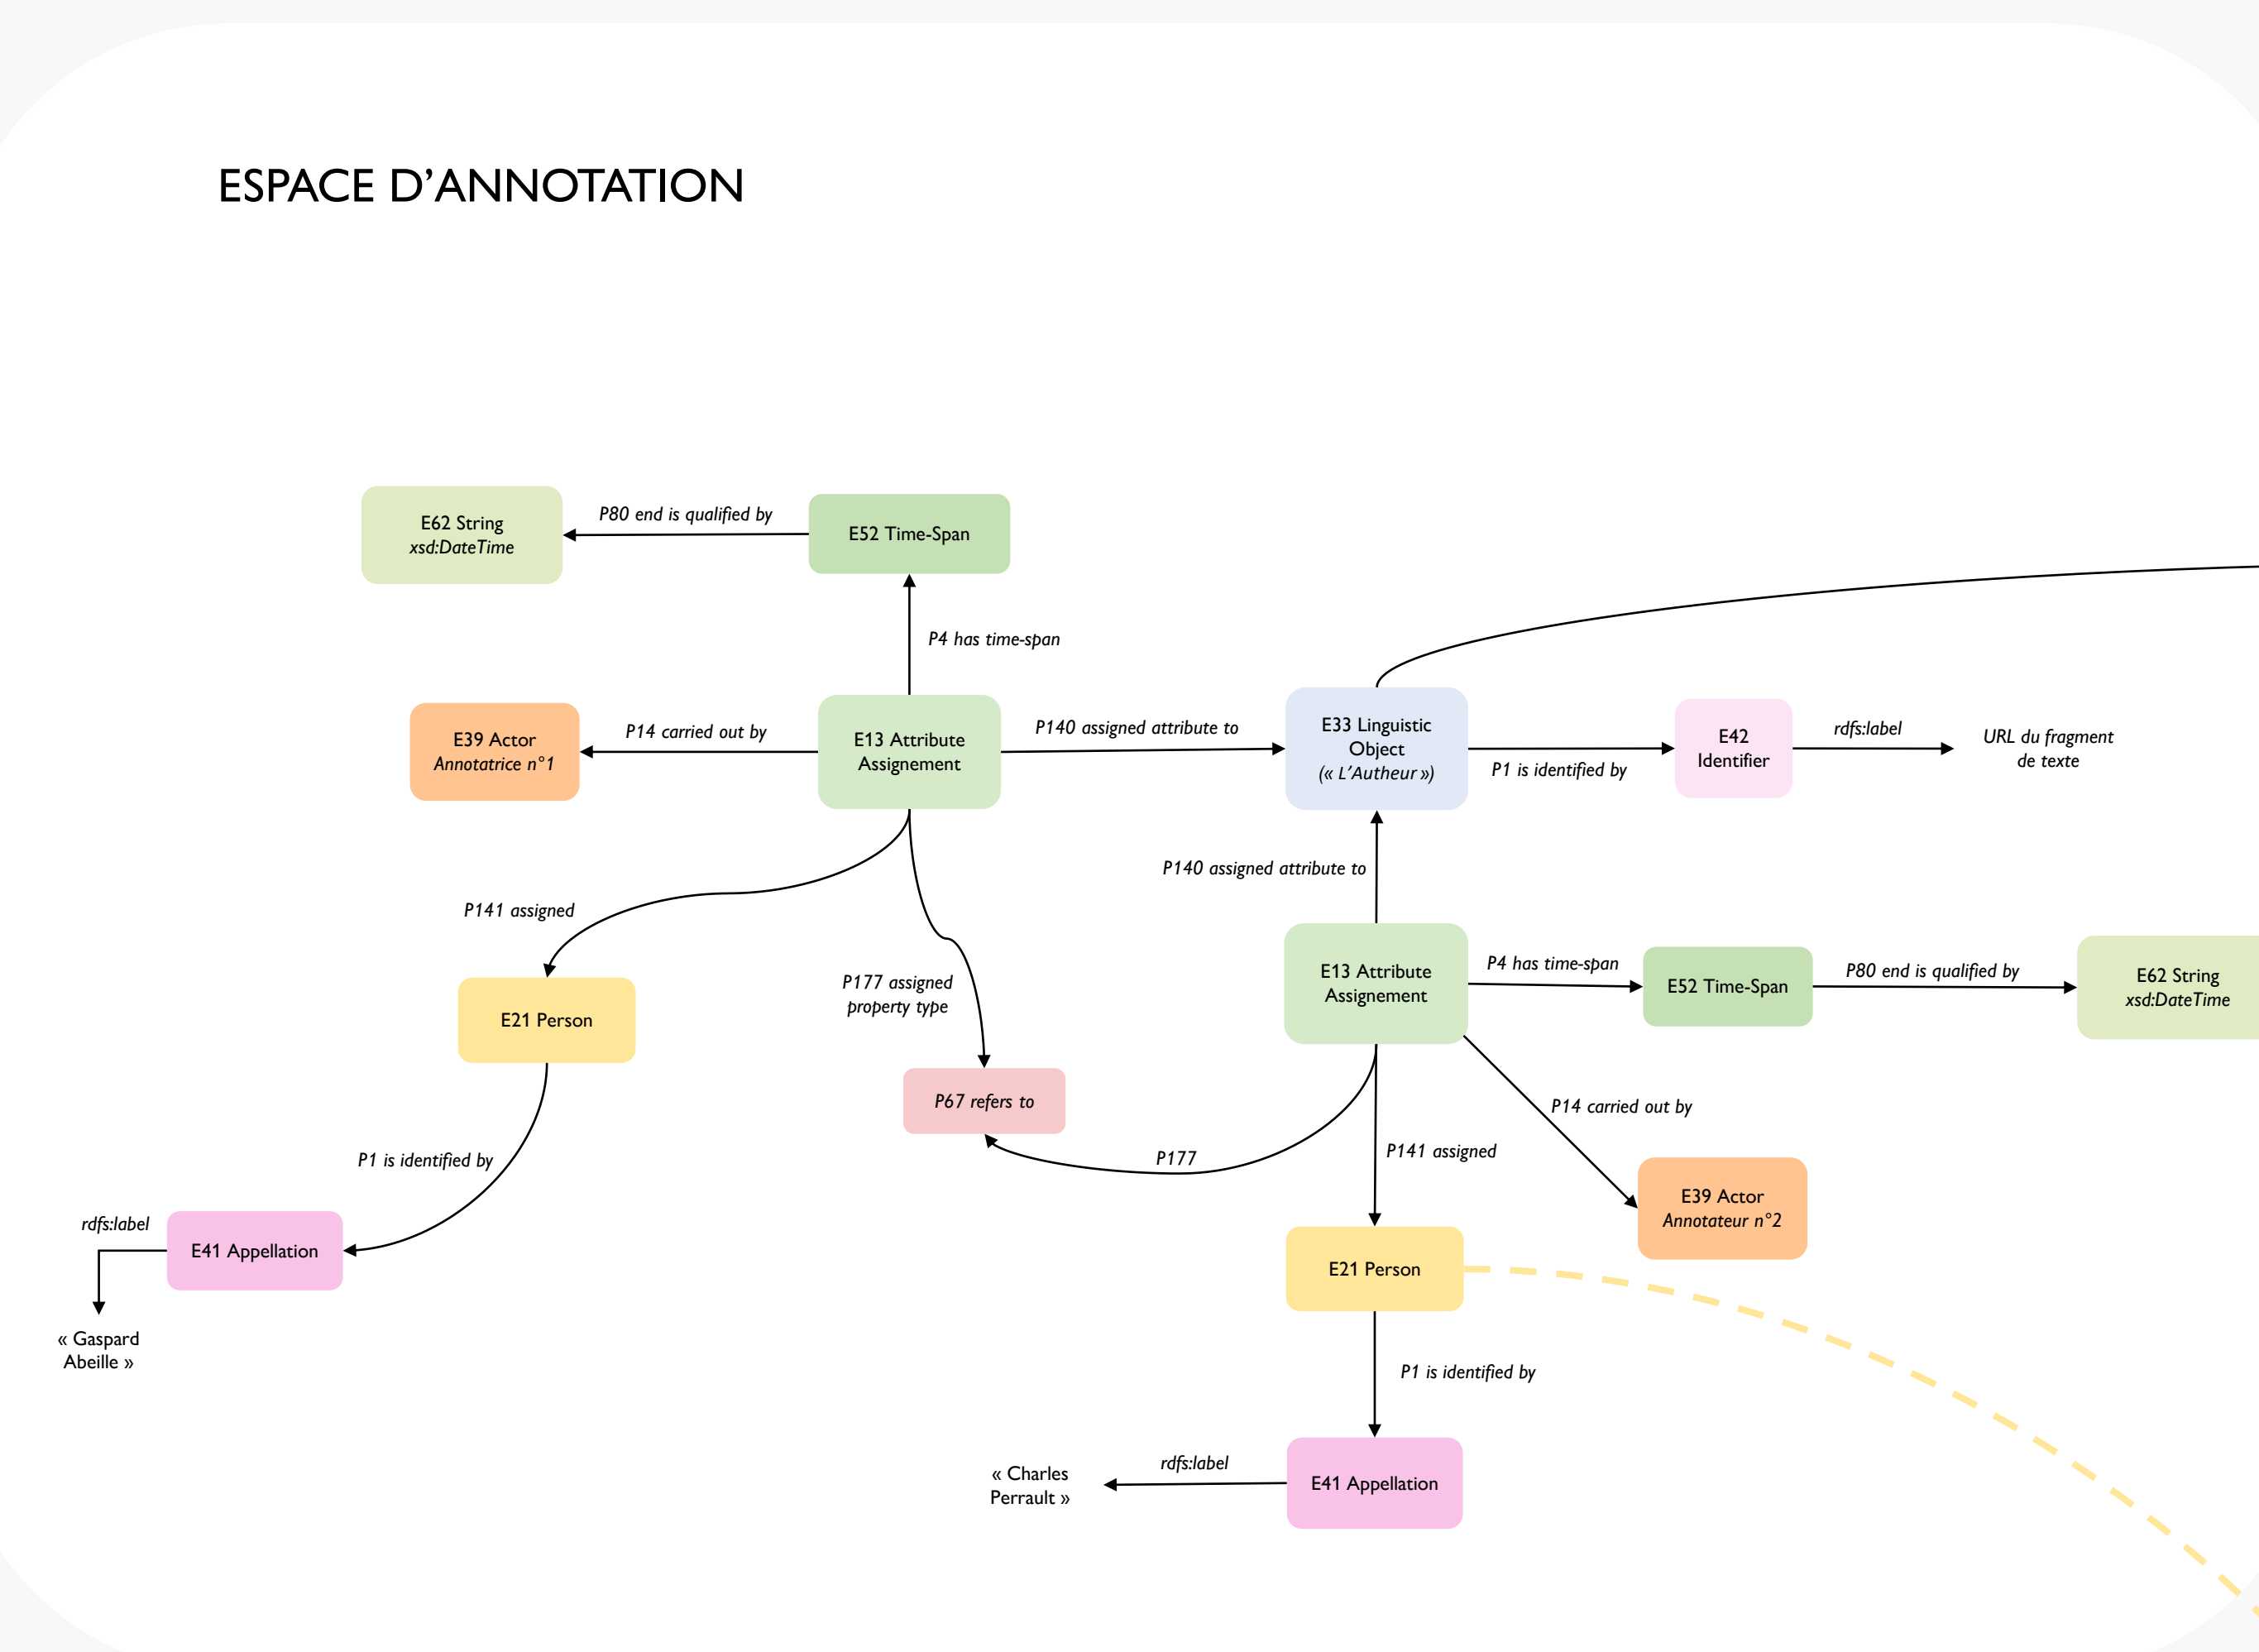 ESPACE D’ANNOTATION
E62 String
xsd:DateTime
P80 end is qualified by
E52 Time-Span
P4 has time-span
E39 Actor
Annotatrice n°1
P14 carried out by
E13 Attribute
Assignement
P140 assigned attribute to
E33 Linguistic
Object
(« L’Autheur »)
P1 is identified by
E42
Identifier
rdfs:label
URL du fragment
de texte
P140 assigned attribute to
P141 assigned
P177 assigned
property type
E21 Person
P67 refers to
E13 Attribute
Assignement
P4 has time-span
E52 Time-Span
P80 end is qualified by
E62 String
xsd:DateTime
P14 carried out by
P177
P141 assigned
E39 Actor
Annotateur n°2
P1 is identified by
rdfs:label
E41 Appellation
« Gaspard
Abeille »
E21 Person
P1 is identified by
« Charles
Perrault »
rdfs:label
E41 Appellation